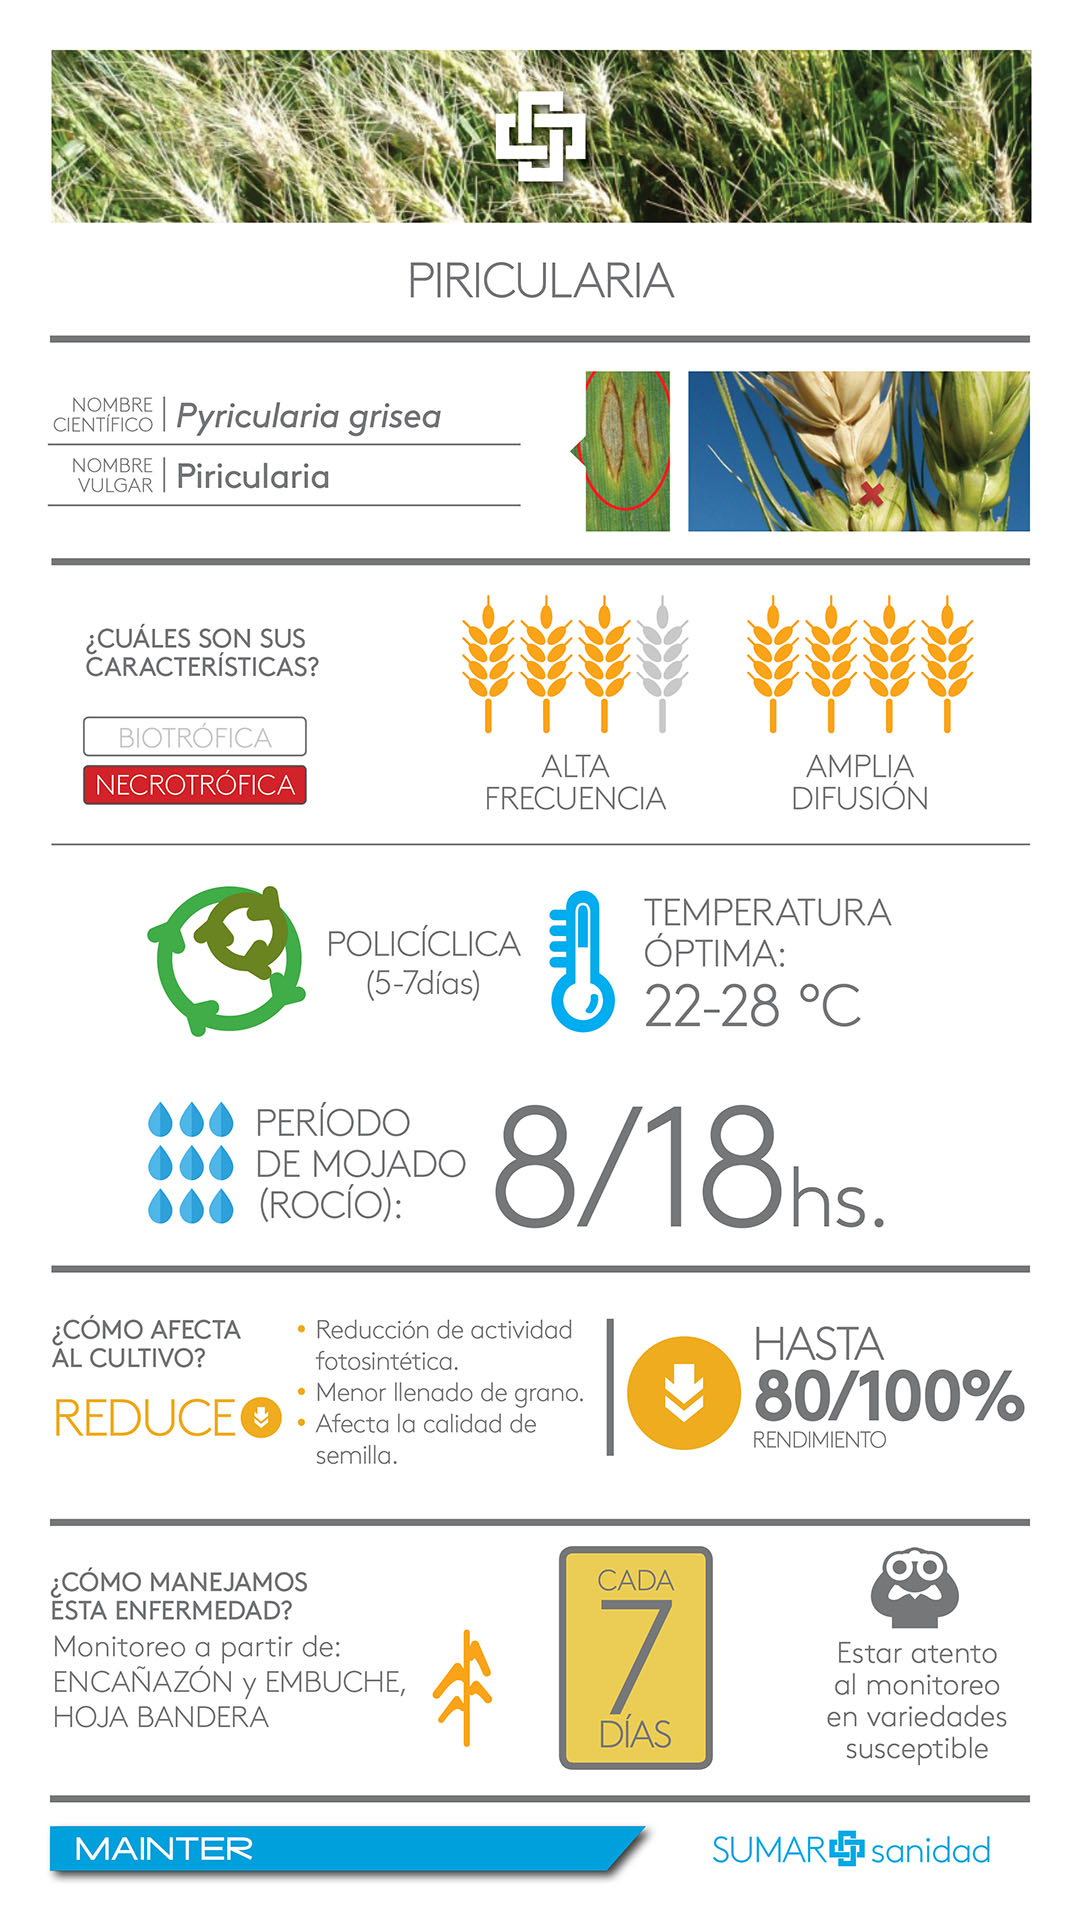 PIRICULARIA
NOMBRE
CIENTÍFICO
Pyricularia grisea
NOMBRE
VULGAR
Piricularia
¿CUÁLES SON SUS
CARACTERÍSTICAS?
BIOTRÓFICA
NECROTRÓFICA
ALTA
FRECUENCIA
AMPLIA
DIFUSIÓN
POLICÍCLICA
(5-7días)
TEMPERATURA
ÓPTIMA:
22-28 °C
PERÍODO
DE MOJADO
(ROCÍO):
8/18hs.
¿CÓMO AFECTA
AL CULTIVO?
REDUCE
• Reducción de actividad
fotosintética.
• Menor llenado de grano.
• Afecta la calidad de
semilla.
HASTA
80/100%
RENDIMIENTO
¿CÓMO MANEJAMOS
ESTA ENFERMEDAD?
Monitoreo a partir de:
ENCAÑAZÓN y EMBUCHE,
HOJA BANDERA
CADA
7
DÍAS
Estar atento
al monitoreo
en variedades
susceptible
MAINTER
SUMAR sanidad